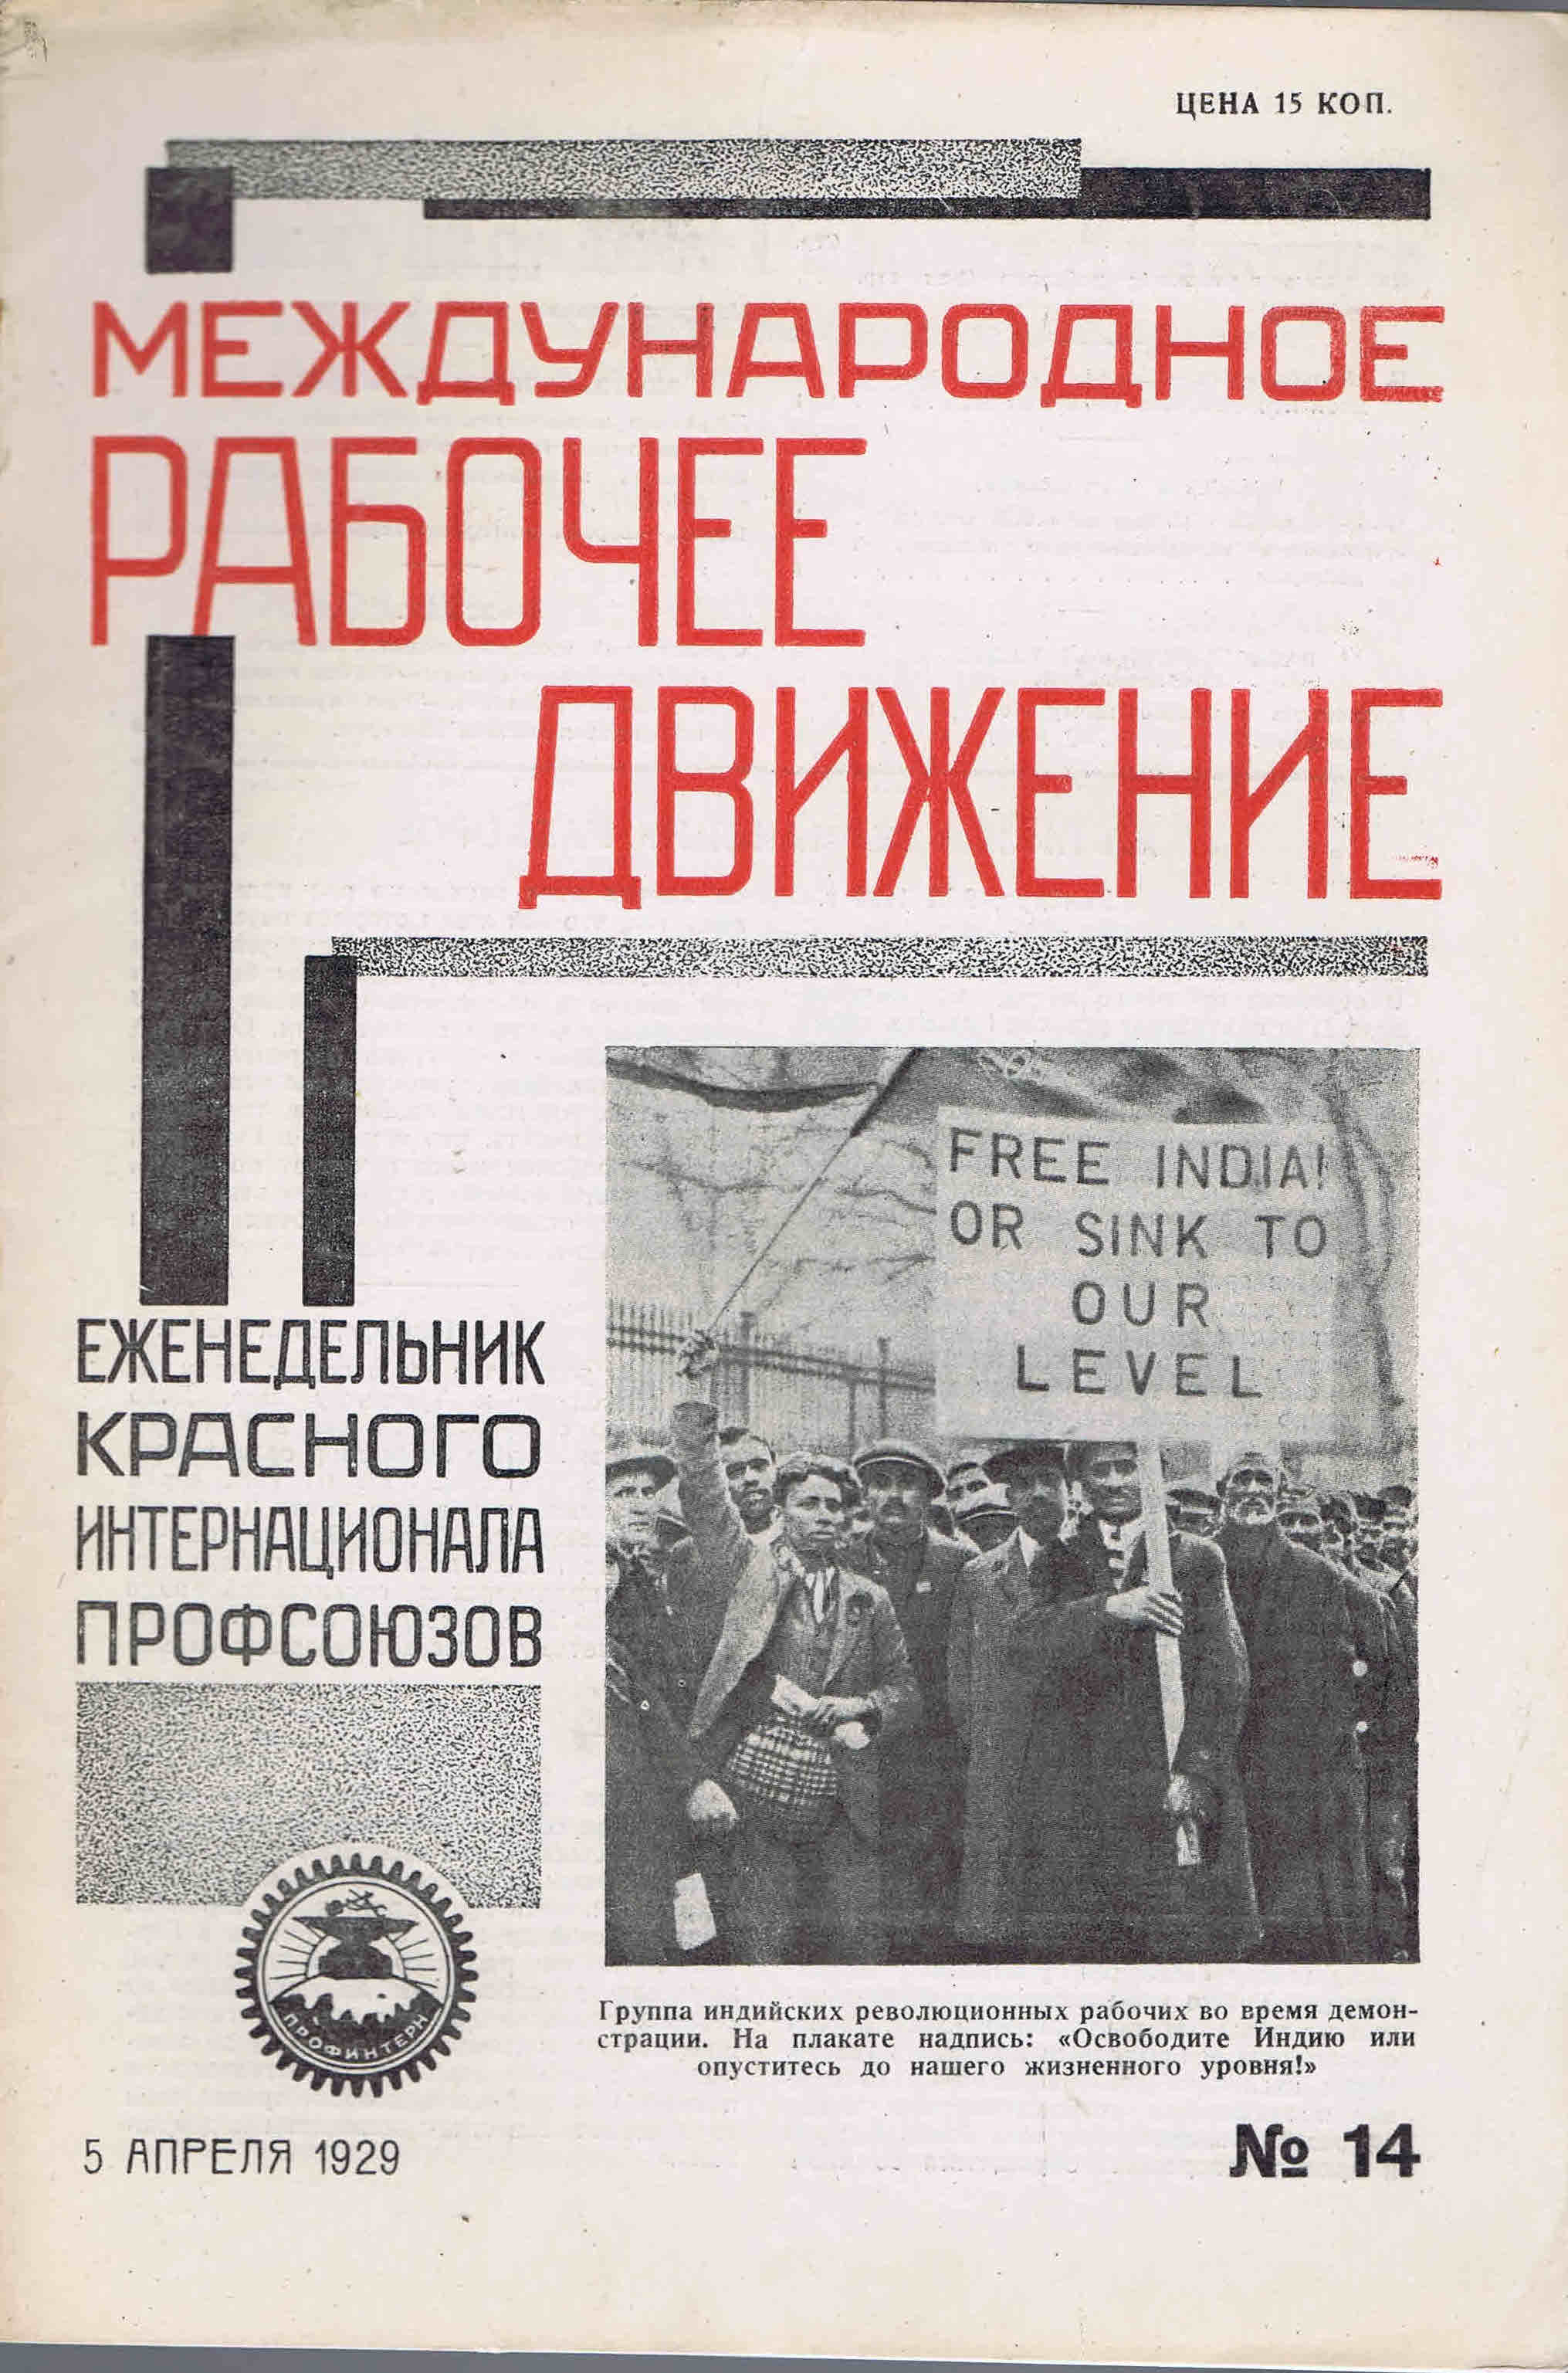 ЦЕНА 15 КОП.
МЕЖДУНАРОДНОЕ
РАБОЧЕЕ
ДВИЖЕНИЕ
ЕЖЕНЕДЕЛЬНИК
КРАСНОГО
ИНТЕРНАЦИОНАЛА
ПРОФСОЮЗОВ
FREE INDIA!
OR SINK TO
OUR
LEVEL
ПРОФИНТЕРН
Группа индийских революционных рабочих во время демон-
страции. На плакате надпись: «Освободите Индию или
опуститесь до нашего жизненного уровня!»
5 АПРЕЛЯ 1929
№ 14